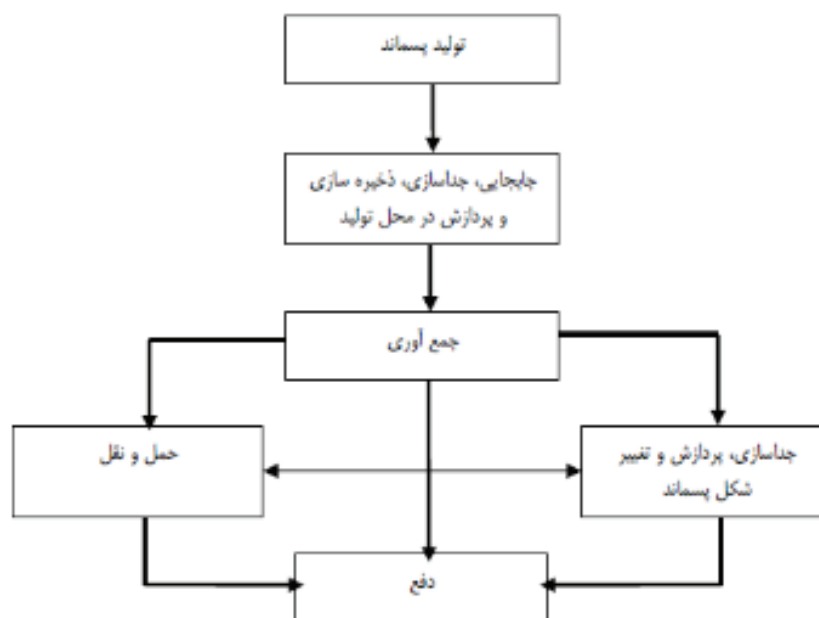 تولید پسماند
جابجایی، جداسازی، ذخیره سازی
و پردازش در محل تولید
جمع آوری
حمل و نقل
جداسازی، پردازش و تغییر
شکل پسماند
دفع